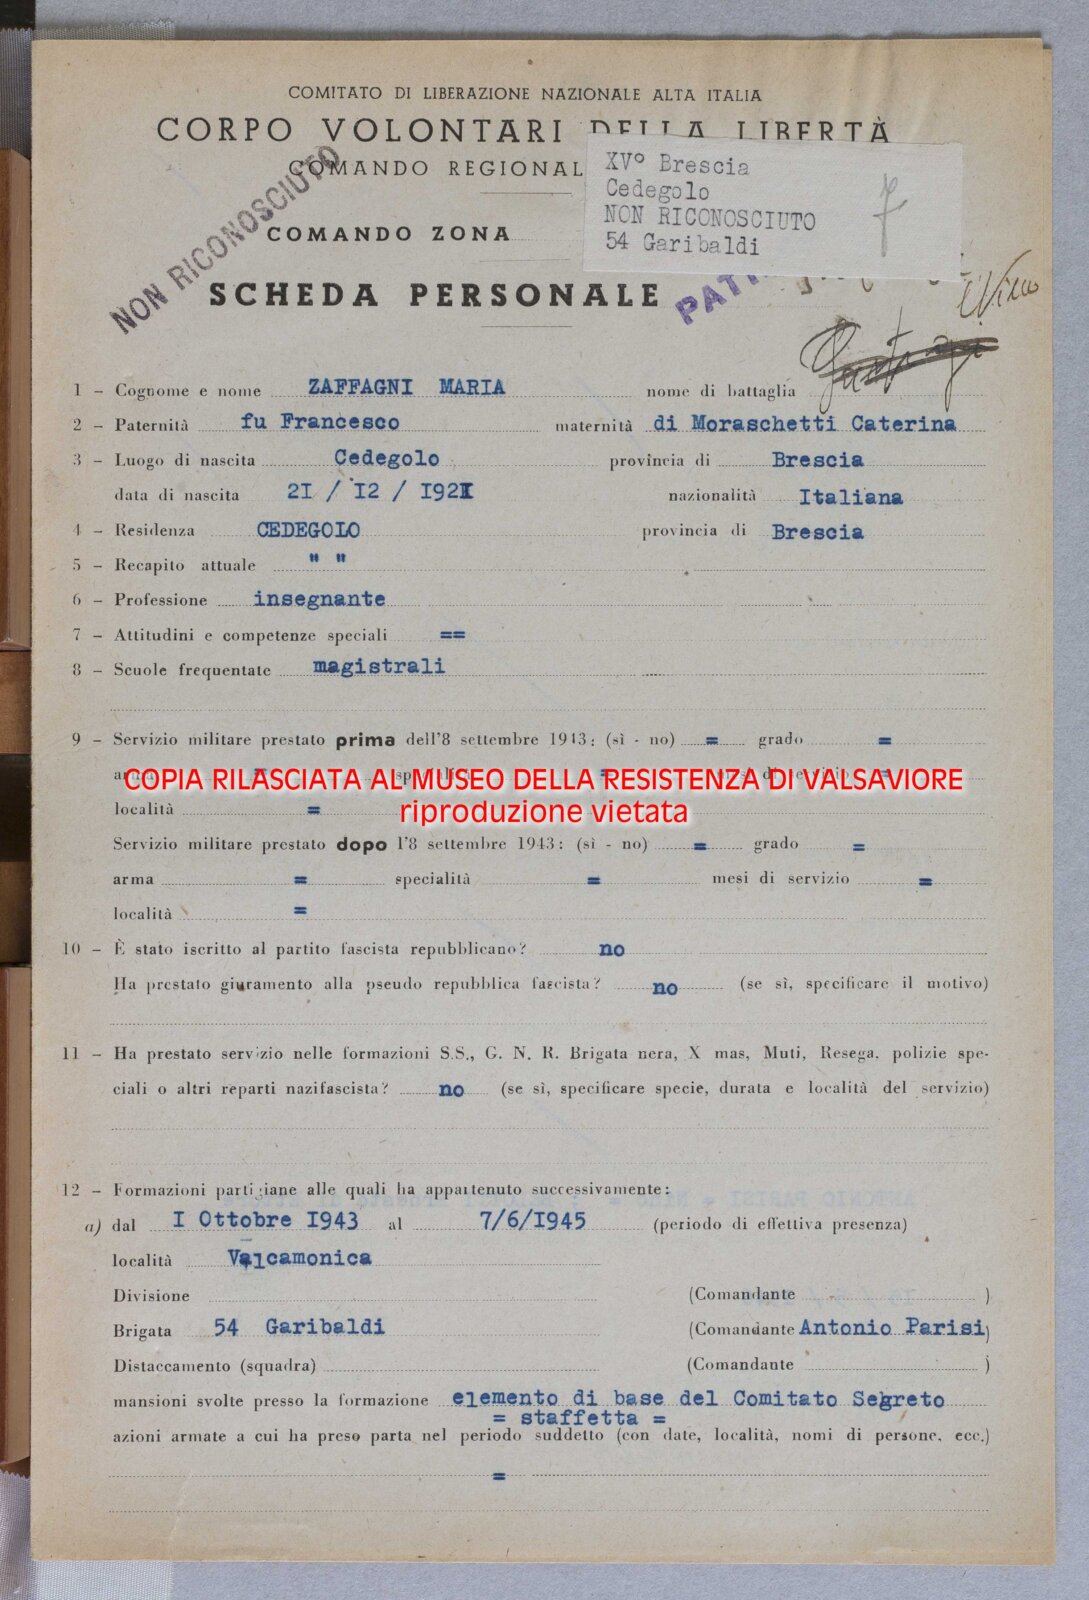 COMITATO DI LIBERAZIONE NAZIONALE ALTA ITALIA
CORPO VOLONTARI DELLA LIBERTÀ
COMANDO REGIONAL
NON RICONOSCIUTO
XV° Brescia
Cedegolo
NON RICONOSCIUTO
54 Garibaldi
7
COMANDO ZONA
SCHEDA PERSONALE
1 - Cognome e nome ZAFFAGNI MARIA nome di battaglia
2 - Paternità fu Francesco maternità di Moraschetti Caterina
3 - Luogo di nascita Cedegolo provincia di Brescia
data di nascita 2I / I2 / I92I nazionalità Italiana
4 - Residenza CEDEGOLO provincia di Brescia
5 - Recapito attuale " "
6 - Professione insegnante
7 - Attitudini e competenze speciali ==
8 - Scuole frequentate magistrali
9 - Servizio militare prestato prima dell'8 settembre 1943: (sì - no) = grado =
arma = specialità = mesi di servizio =
COPIA RILASCIATA AL MUSEO DELLA RESISTENZA DI VALSAVIORE
riproduzione vietata
località =
Servizio militare prestato dopo l'8 settembre 1943: (sì - no) = grado =
arma = specialità = mesi di servizio =
località =
10 - È stato iscritto al partito fascista repubblicano? no
Ha prestato giuramento alla pseudo repubblica fascista? no (se sì, specificare il motivo)
11 - Ha prestato servizio nelle formazioni S.S., G. N. R. Brigata nera, X mas, Muti, Resega, polizie spe-
ciali o altri reparti nazifascista? no (se sì, specificare specie, durata e località del servizio)
12 - Formazioni partigiane alle quali ha appartenuto successivamente:
a) dal I Ottobre I943 al 7/6/I945 (periodo di effettiva presenza)
località Valcamonica
Divisione (Comandante )
Brigata 54 Garibaldi (Comandante Antonio Parisi)
Distaccamento (squadra) (Comandante )
mansioni svolte presso la formazione elemento di base del Comitato Segreto
= staffetta =
azioni armate a cui ha preso parta nel periodo suddetto (con date, località, nomi di persone, ecc.)
=